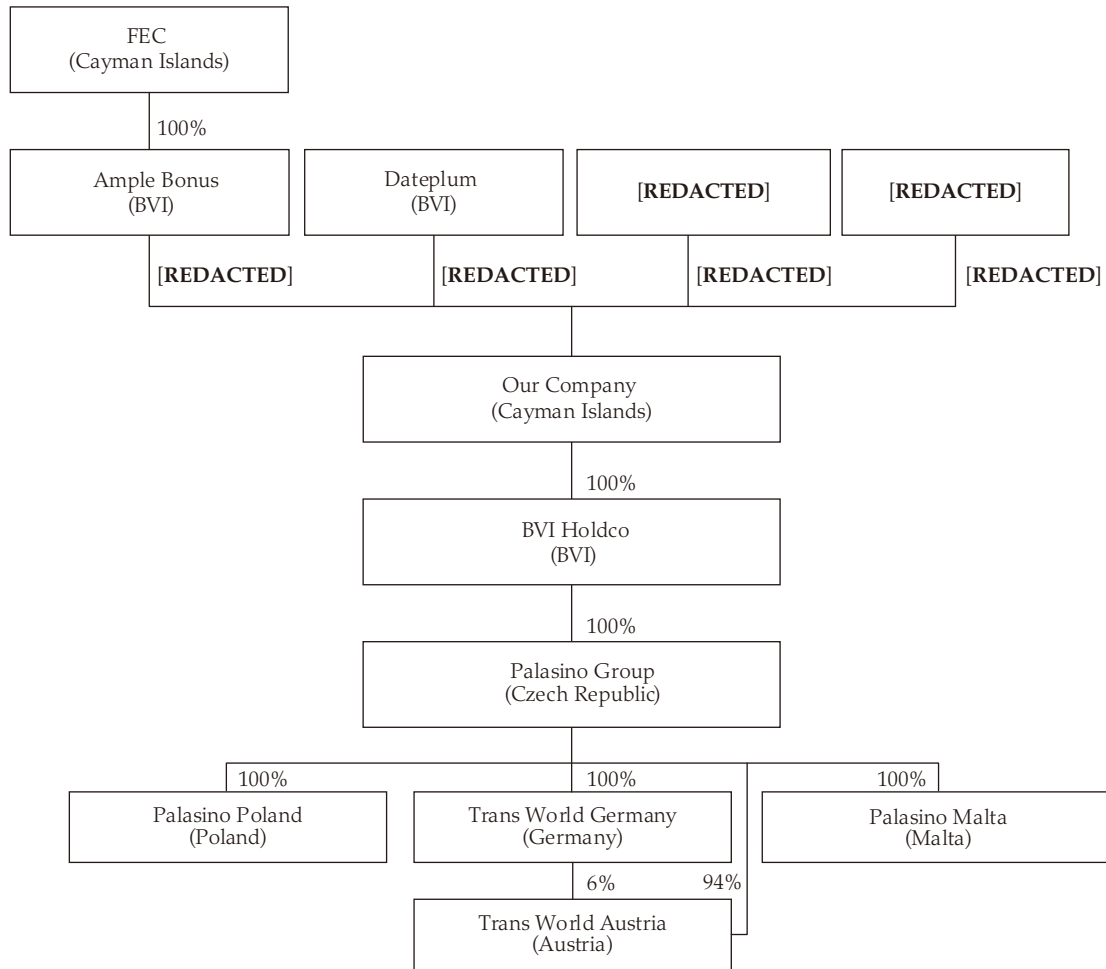 FEC
(Cayman Islands)
100%
Ample Bonus
(BVI)
Dateplum
(BVI)
[REDACTED]
[REDACTED]
[REDACTED]
[REDACTED]
[REDACTED]
[REDACTED]
Our Company
(Cayman Islands)
100%
BVI Holdco
(BVI)
100%
Palasino Group
(Czech Republic)
100%
100%
100%
Palasino Poland
(Poland)
Trans World Germany
(Germany)
Palasino Malta
(Malta)
6%
94%
Trans World Austria
(Austria)